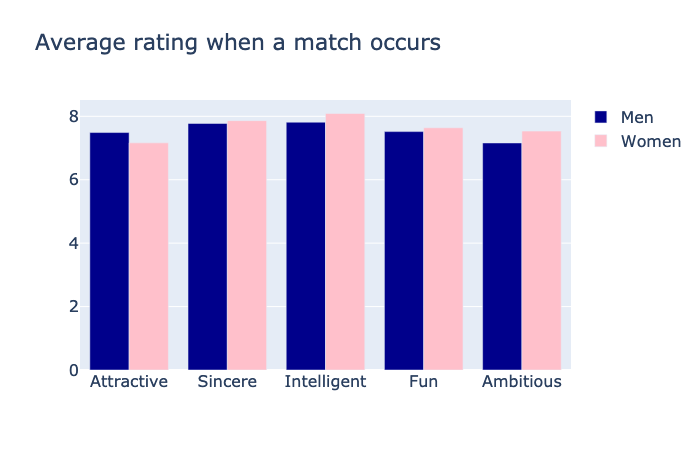 Average rating when a match occurs
Men
Women
8
6
4
2
0
Attractive Sincere Intelligent Fun Ambitious